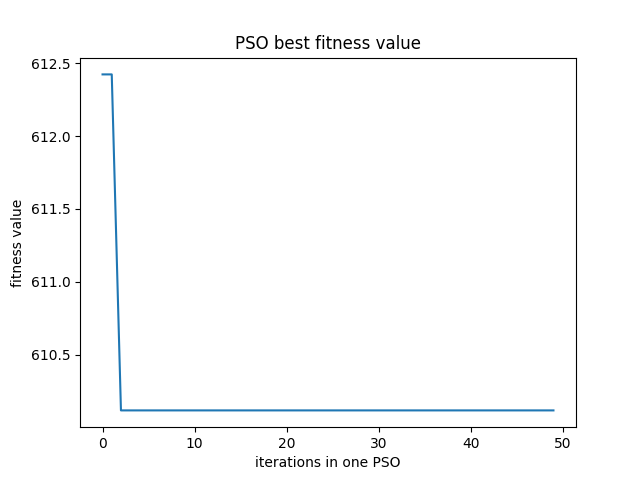 PSO best fitness value
612.5
612.0
611.5
611.0
610.5
fitness value
0 10 20 30 40 50
iterations in one PSO